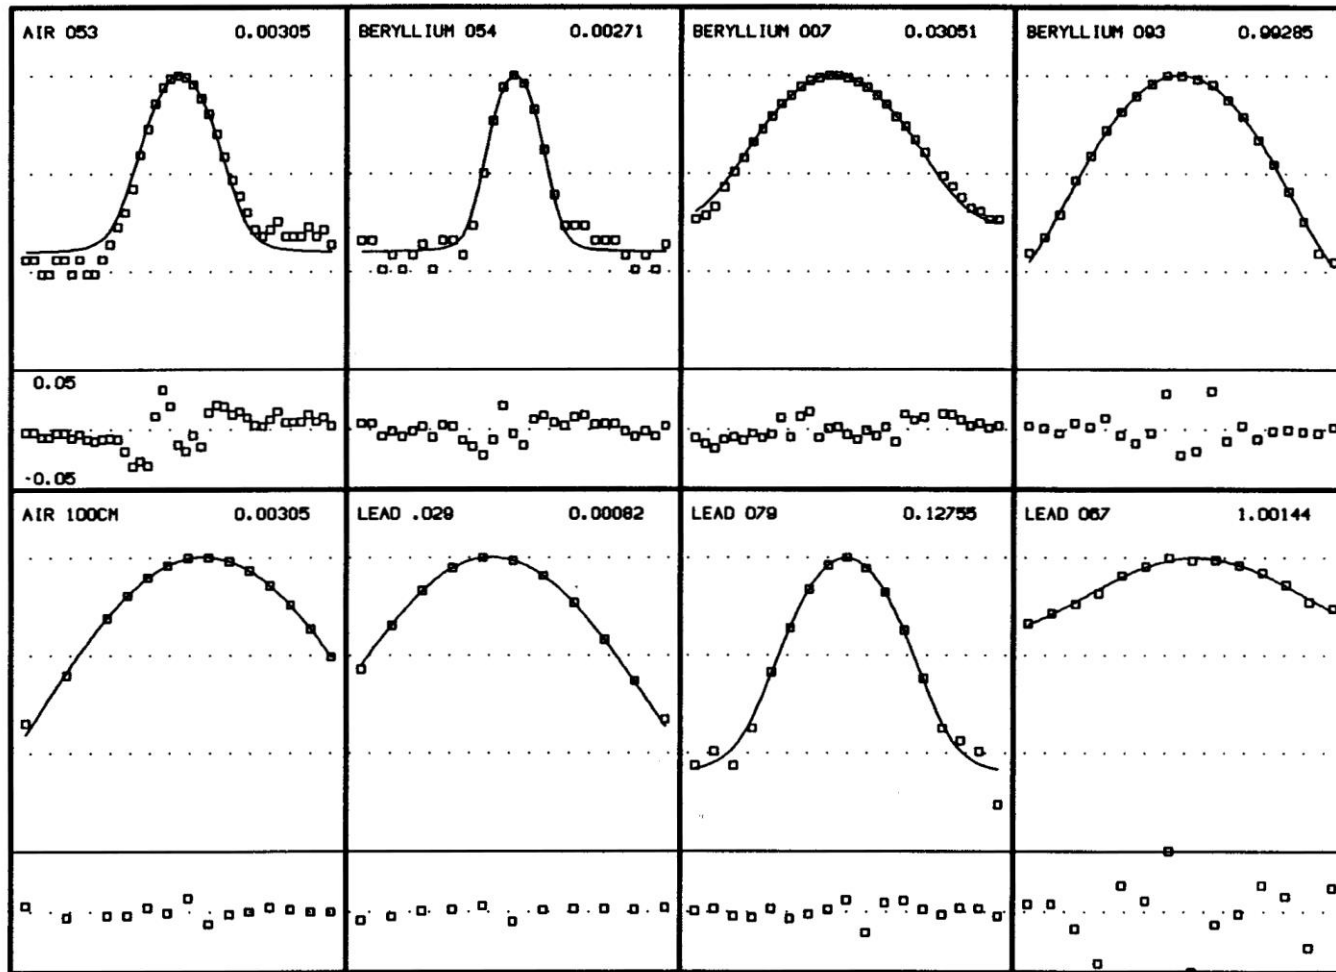 AIR 053 0.00305
BERYLLIUM 054 0.00271
BERYLLIUM 007 0.03051
BERYLLIUM 093 0.99285
0.05
-0.05
AIR 100CM 0.00305
LEAD .029 0.00082
LEAD 079 0.12755
LEAD 067 1.00144